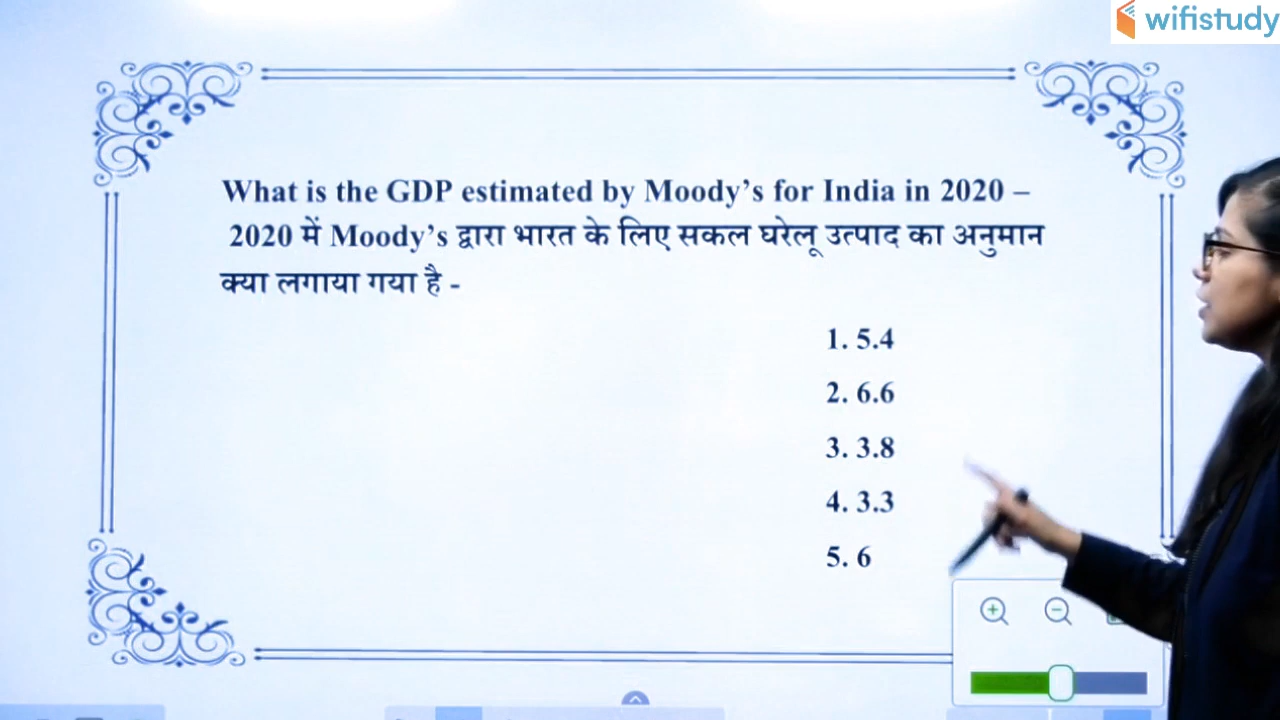 wifistudy
What is the GDP estimated by Moody's for India in 2020 –
2020 में Moody's द्वारा भारत के लिए सकल घरेलू उत्पाद का अनुमान
क्या लगाया गया है -
1. 5.4
2. 6.6
3. 3.8
4. 3.3
5. 6